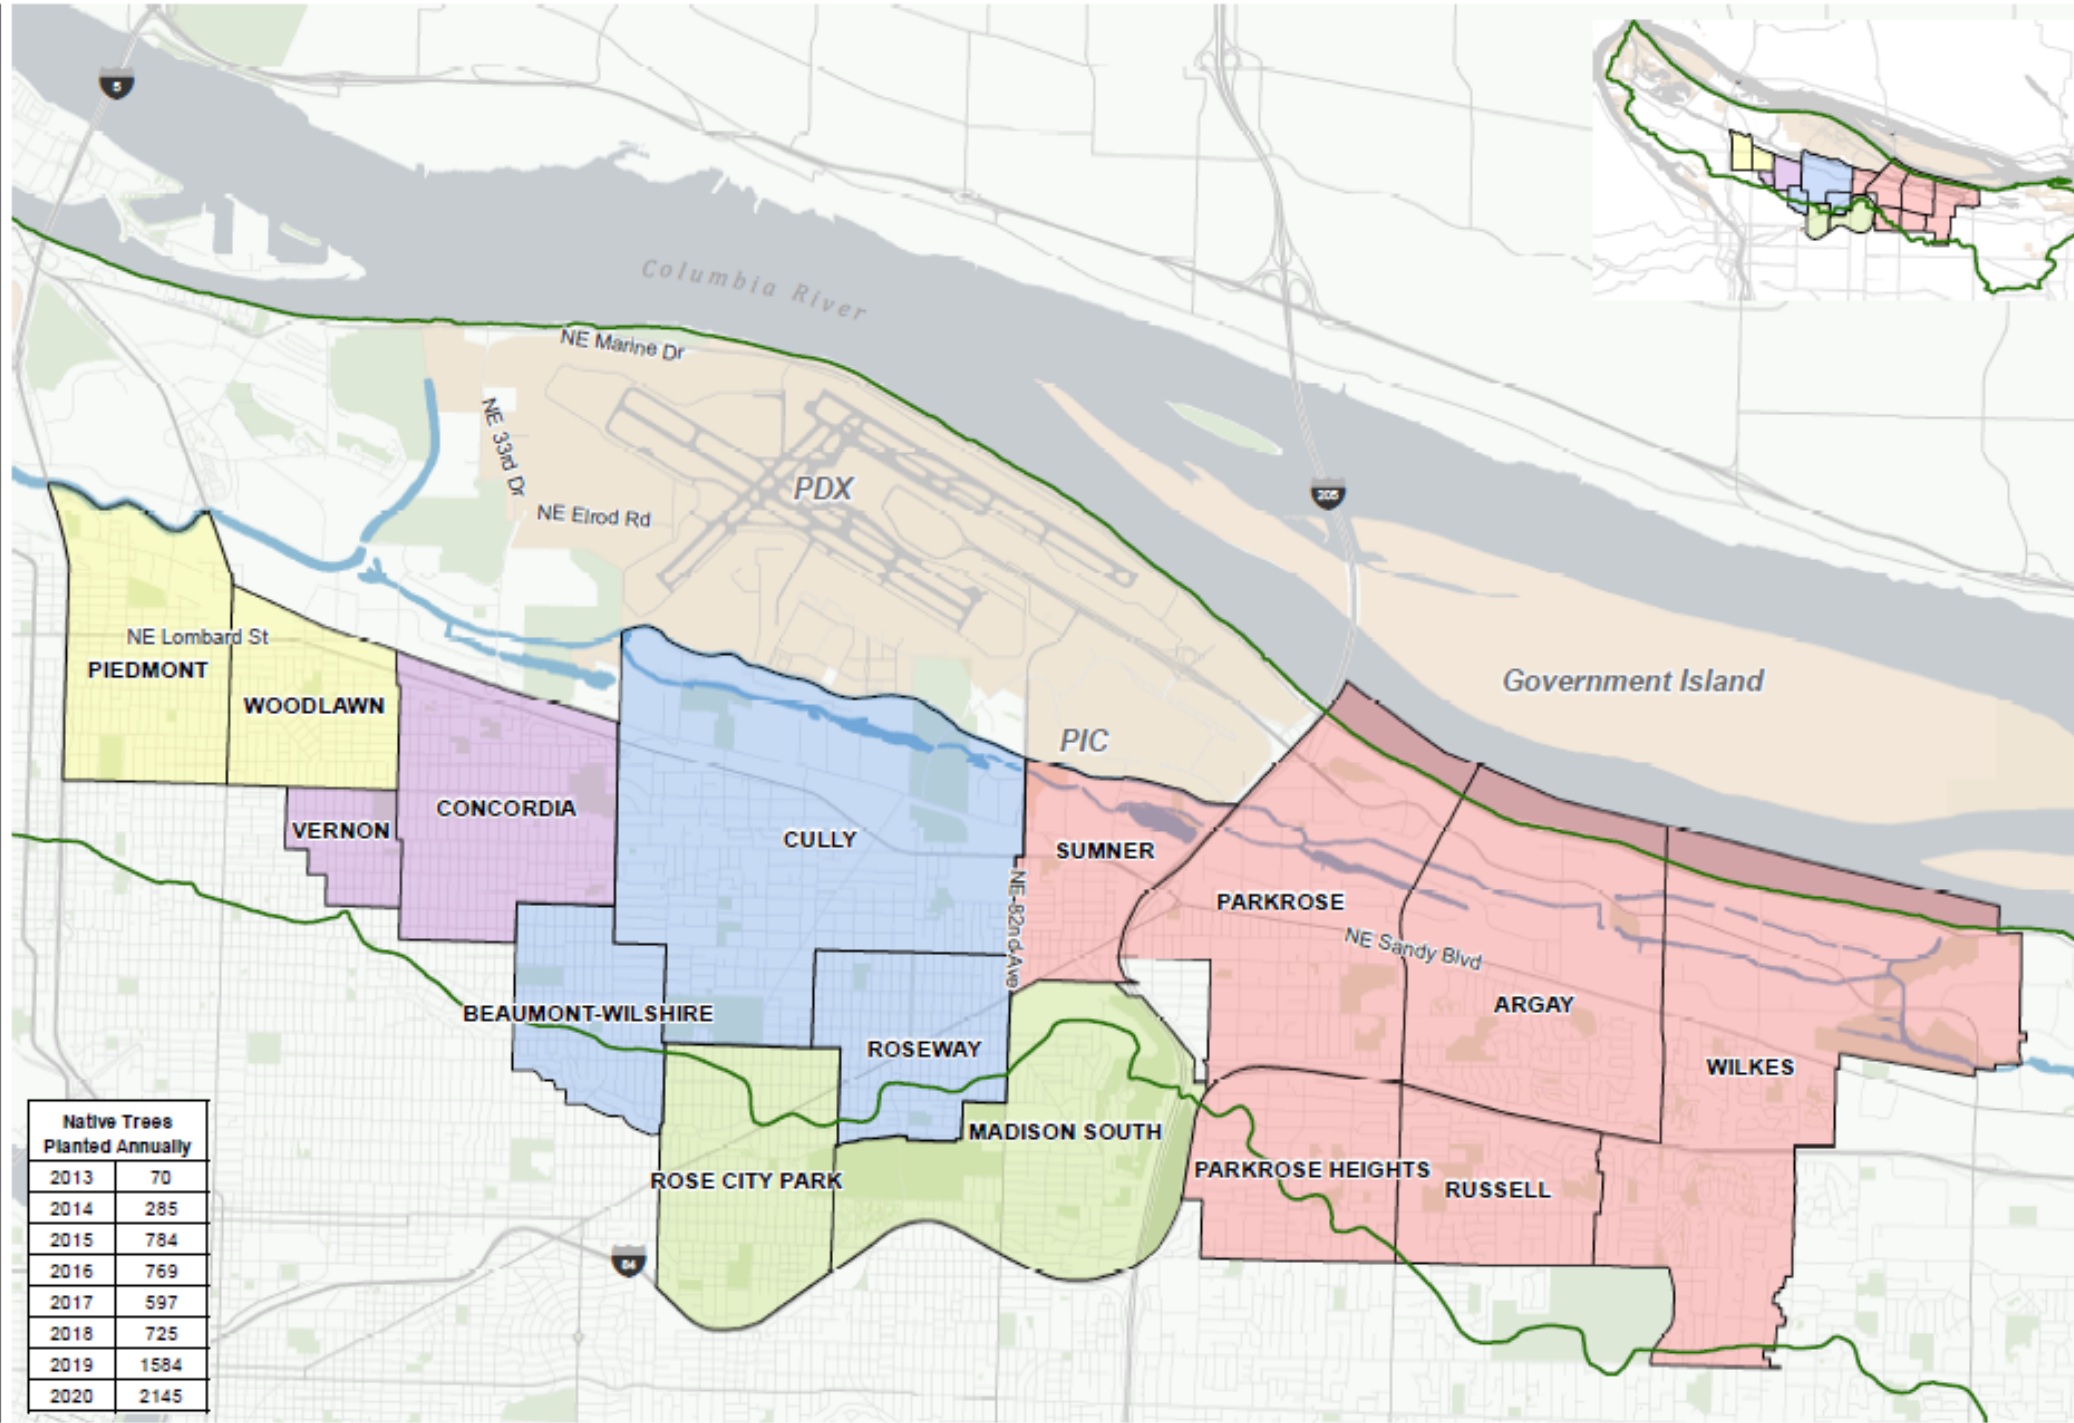 5
Columbia River
NE Marine Dr
NE 33rd Dr
PDX
205
NE Elrod Rd
NE Lombard St
PIEDMONT
WOODLAWN
Government Island
PIC
CONCORDIA
VERNON
CULLY
SUMNER
NE 82nd Ave
PARKROSE
NE Sandy Blvd
ARGAY
BEAUMONT-WILSHIRE
ROSEWAY
WILKES
MADISON SOUTH
ROSE CITY PARK
PARKROSE HEIGHTS
RUSSELL
84
Native Trees
Planted Annually
2013 70
2014 285
2015 784
2016 769
2017 597
2018 725
2019 1584
2020 2145